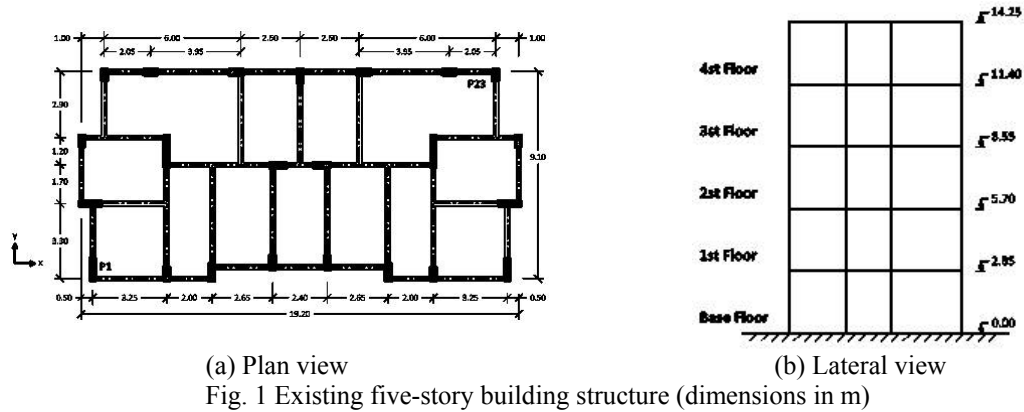 1.00 6.00 2.50 2.50 6.00 1.00
2.05 3.95 3.95 2.05
P23
2.90
1.20
1.70
3.30
9.10
Y
X
P1
0.50 3.25 2.00 2.65 2.40 2.65 2.00 3.25 0.50
19.20
14.25
4st Floor
11.40
3st Floor
8.55
2st Floor
5.70
1st Floor
2.85
Base Floor
0.00
(a) Plan view
(b) Lateral view
Fig. 1 Existing five-story building structure (dimensions in m)